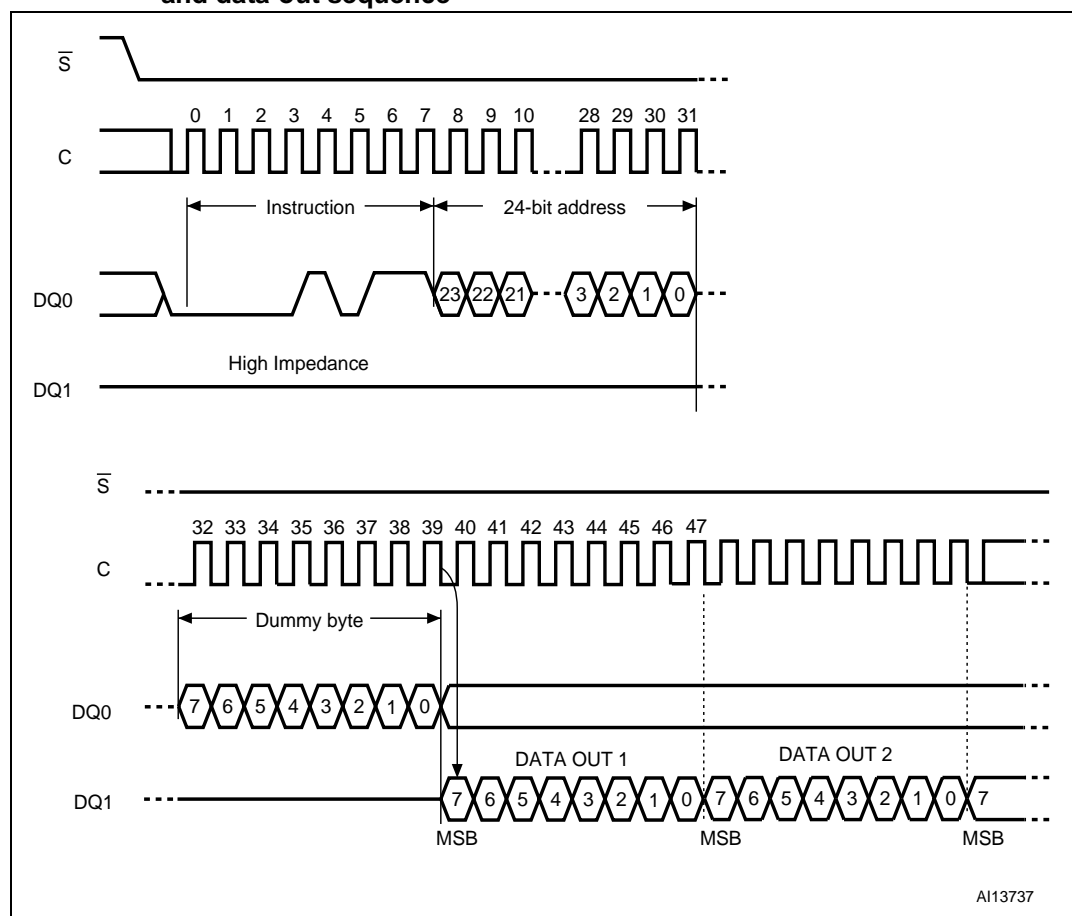 and data-out sequence
S
0 1 2 3 4 5 6 7 8 9 10 28 29 30 31
C
Instruction 24-bit address
DQ0 23 22 21 3 2 1 0
High Impedance
DQ1
S
32 33 34 35 36 37 38 39 40 41 42 43 44 45 46 47
C
Dummy byte
DQ0 7 6 5 4 3 2 1 0
DATA OUT 1 DATA OUT 2
DQ1 7 6 5 4 3 2 1 0 7 6 5 4 3 2 1 0 7
MSB MSB MSB
AI13737